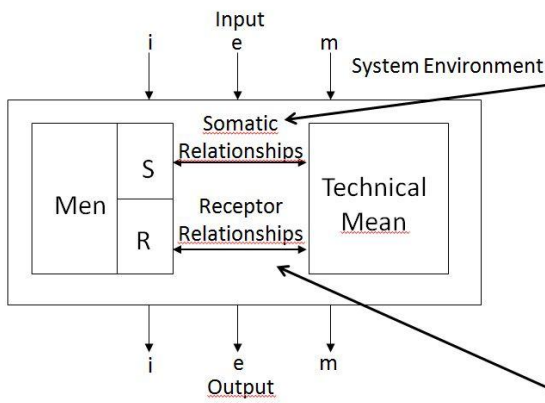 Input
i e m
System Environment
Somatic
Relationships
S
Men
Technical
Mean
Receptor
R
Relationships
i e m
Output